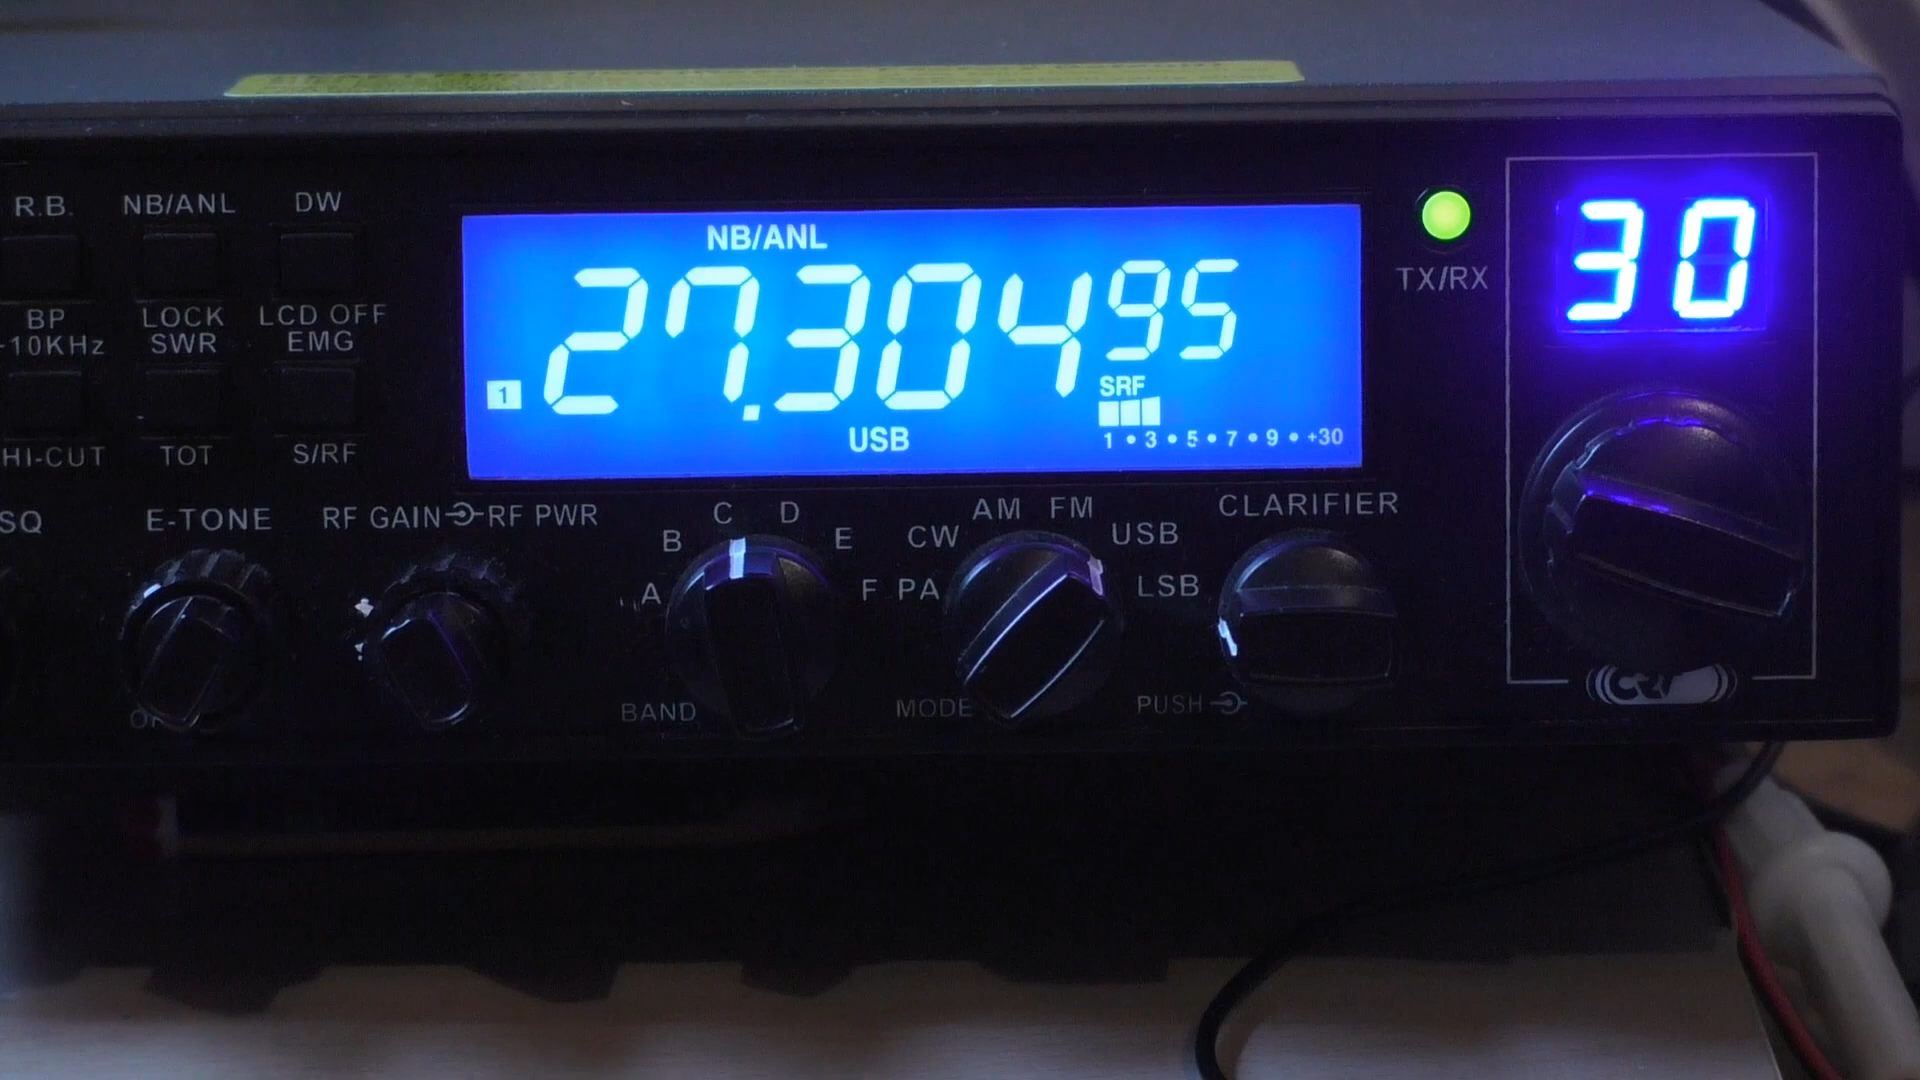 R.B. NB/ANL DW
BP LOCK LCD OFF
-10KHz SWR EMG
HI-CUT TOT S/RF
NB/ANL
27.30495
1
SRF
USB
1 • 3 • 5 • 7 • 9 • +30
TX/RX
30
SQ E-TONE RF GAIN RF PWR
A B C D E F
BAND
PA CW AM FM USB LSB
MODE
CLARIFIER
PUSH